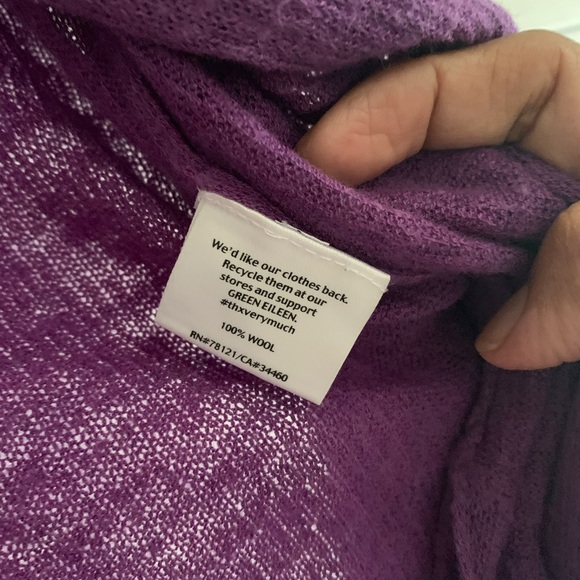 We'd like our clothes back.
Recycle them at our
stores and support
GREEN EILEEN.
#thxverymuch
100% WOOL
RN#78121/CA#34460